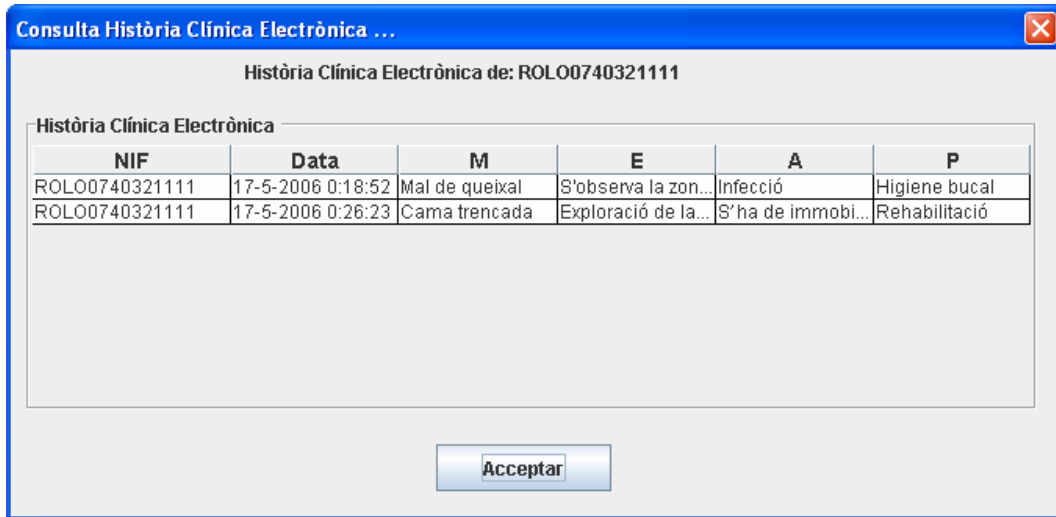 Consulta Història Clínica Electrònica ...
Història Clínica Electrònica de: ROLO0740321111
Història Clínica Electrònica
NIF Data M E A P
ROLO0740321111 17-5-2006 0:18:52 Mal de queixal S'observa la zon... Infecció Higiene bucal
ROLO0740321111 17-5-2006 0:26:23 Cama trencada Exploració de la... S'ha de immobi... Rehabilitació
Acceptar